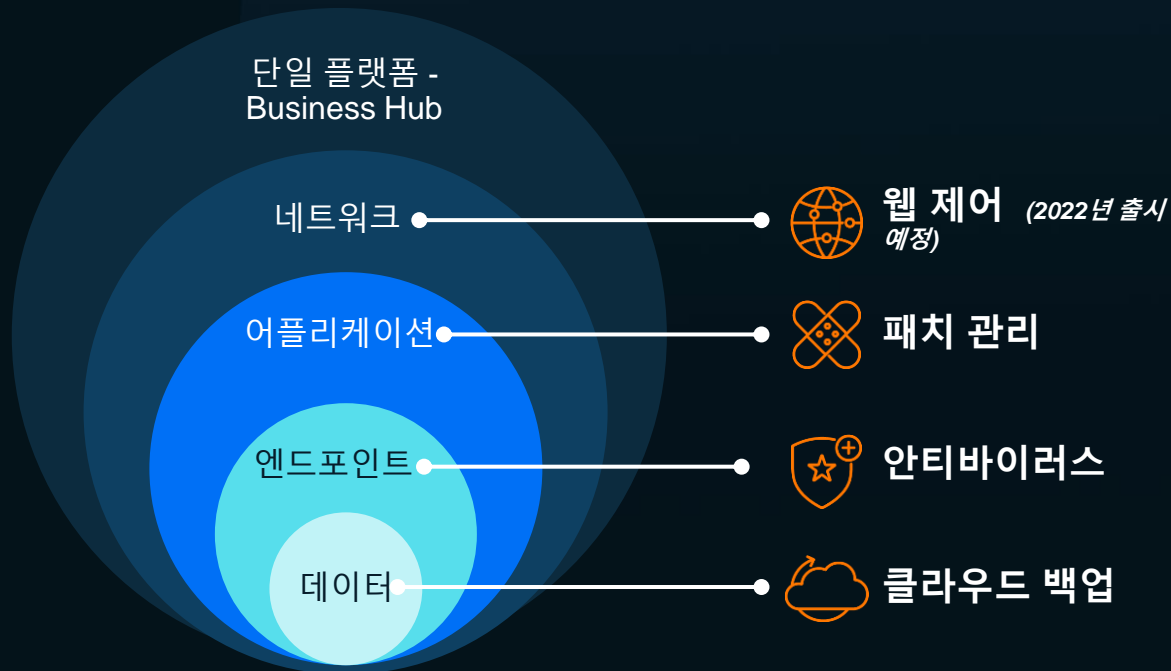 단일 플랫폼 -
Business Hub
네트워크
웹 제어 (2022년 출시
예정)
어플리케이션
패치 관리
엔드포인트
안티바이러스
데이터
클라우드 백업